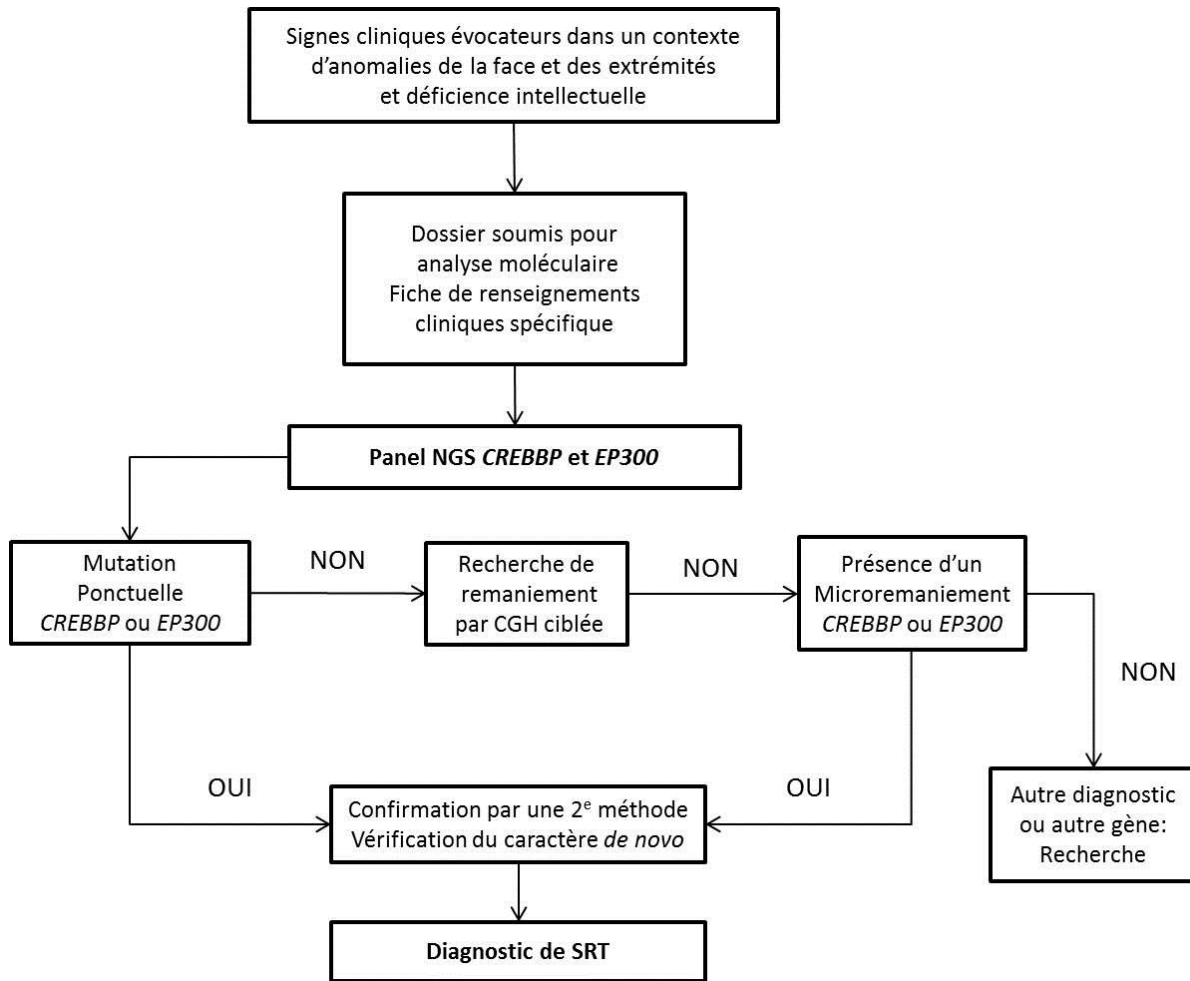 Signes cliniques évocateurs dans un contexte
d'anomalies de la face et des extrémités
et déficience intellectuelle
Dossier soumis pour
analyse moléculaire
Fiche de renseignements
cliniques spécifique
Panel NGS CREBBP et EP300
Mutation
Ponctuelle
CREBBP ou EP300
NON
Recherche de
remaniement
par CGH ciblée
NON
Présence d'un
Microremaniement
CREBBP ou EP300
NON
OUI
OUI
Confirmation par une 2e méthode
Vérification du caractère de novo
Autre diagnostic
ou autre gène:
Recherche
Diagnostic de SRT